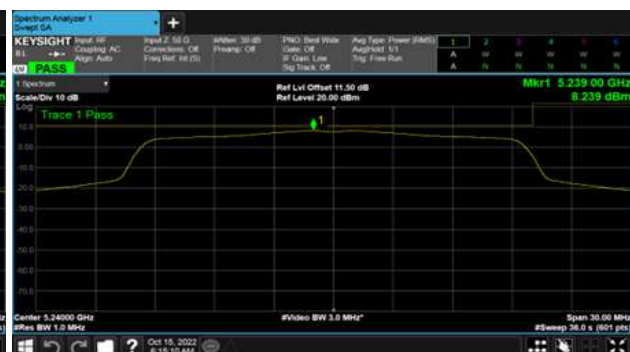 Spectrum Analyzer 1
Swept SA
+
KEYSIGHT Input: RF Input Z: 50 Ω #Atten: 30 dB PNO: Best Wide Avg Type: Power (RMS) 1 2 3 4 5 6
RL Coupling: AC Corrections: Off Preamp: Off Gate: Off Avg|Hold: 1/1 A W W W W W
Align: Auto Freq Ref: Int (S) IF Gain: Low Trig: Free Run
Sig Track: Off A N N N N N
PASS
1 Spectrum
Scale/Div 10 dB
Ref Lvl Offset 11.50 dB
Ref Level 20.00 dBm
Mkr1 5.239 00 GHz
8.239 dBm
Log
Trace 1 Pass
1
10.0
0.00
-10.0
-20.0
-30.0
-40.0
-50.0
-60.0
-70.0
Center 5.24000 GHz #Video BW 3.0 MHz* Span 30.00 MHz
#Res BW 1.0 MHz #Sweep 36.0 s (601 pts)
?
Oct 15, 2022
6:15:10 AM